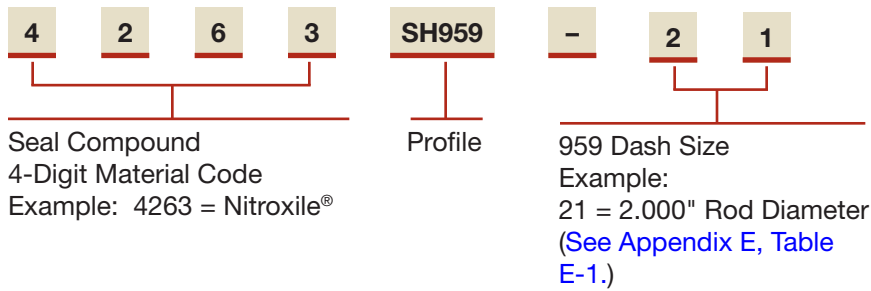 4 2 6 3 SH959 – 2 1
Seal Compound
4-Digit Material Code
Example: 4263 = Nitroxile®
Profile
959 Dash Size
Example:
21 = 2.000" Rod Diameter
(See Appendix E, Table
E-1.)